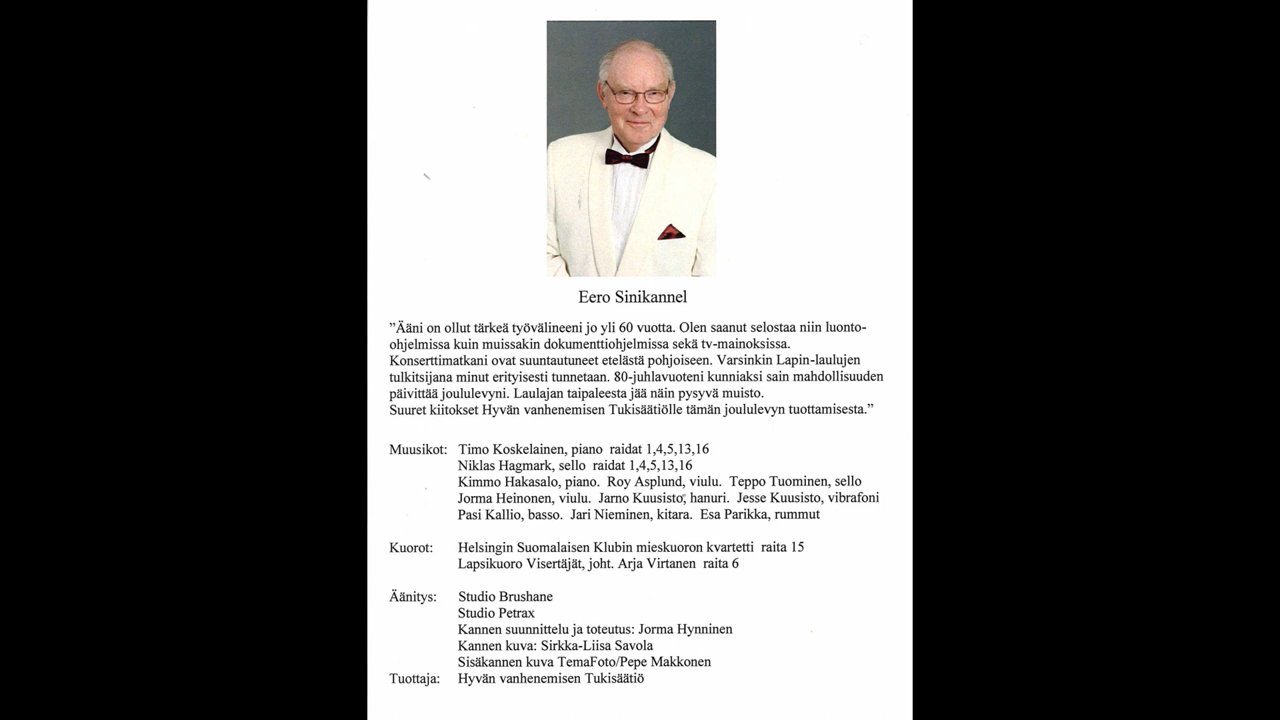 Eero Sinikannel
”Ääni on ollut tärkeä työvälineeni jo yli 60 vuotta. Olen saanut selostaa niin luonto-
ohjelmissa kuin muissakin dokumenttiohjelmissa sekä tv-mainoksissa.
Konserttimatkani ovat suuntautuneet etelästä pohjoiseen. Varsinkin Lapin-laulujen
tulkitsijana minut erityisesti tunnetaan. 80-juhlavuoteni kunniaksi sain mahdollisuuden
päivittää joululevyni. Laulajan taipaleesta jää näin pysyvä muisto.
Suuret kiitokset Hyvän vanhenemisen Tukisäätiölle tämän joululevyn tuottamisesta.”
Muusikot: Timo Koskelainen, piano raidat 1,4,5,13,16
Niklas Hagmark, sello raidat 1,4,5,13,16
Kimmo Hakasalo, piano. Roy Asplund, viulu. Teppo Tuominen, sello
Jorma Heinonen, viulu. Jarno Kuusisto, hanuri. Jesse Kuusisto, vibrafoni
Pasi Kallio, basso. Jari Nieminen, kitara. Esa Parikka, rummut
Kuorot: Helsingin Suomalaisen Klubin mieskuoron kvartetti raita 15
Lapsikuoro Visertäjät, joht. Arja Virtanen raita 6
Äänitys: Studio Brushane
Studio Petrax
Kannen suunnittelu ja toteutus: Jorma Hynninen
Kannen kuva: Sirkka-Liisa Savola
Sisäkannen kuva TemaFoto/Pepe Makkonen
Tuottaja: Hyvän vanhenemisen Tukisäätiö